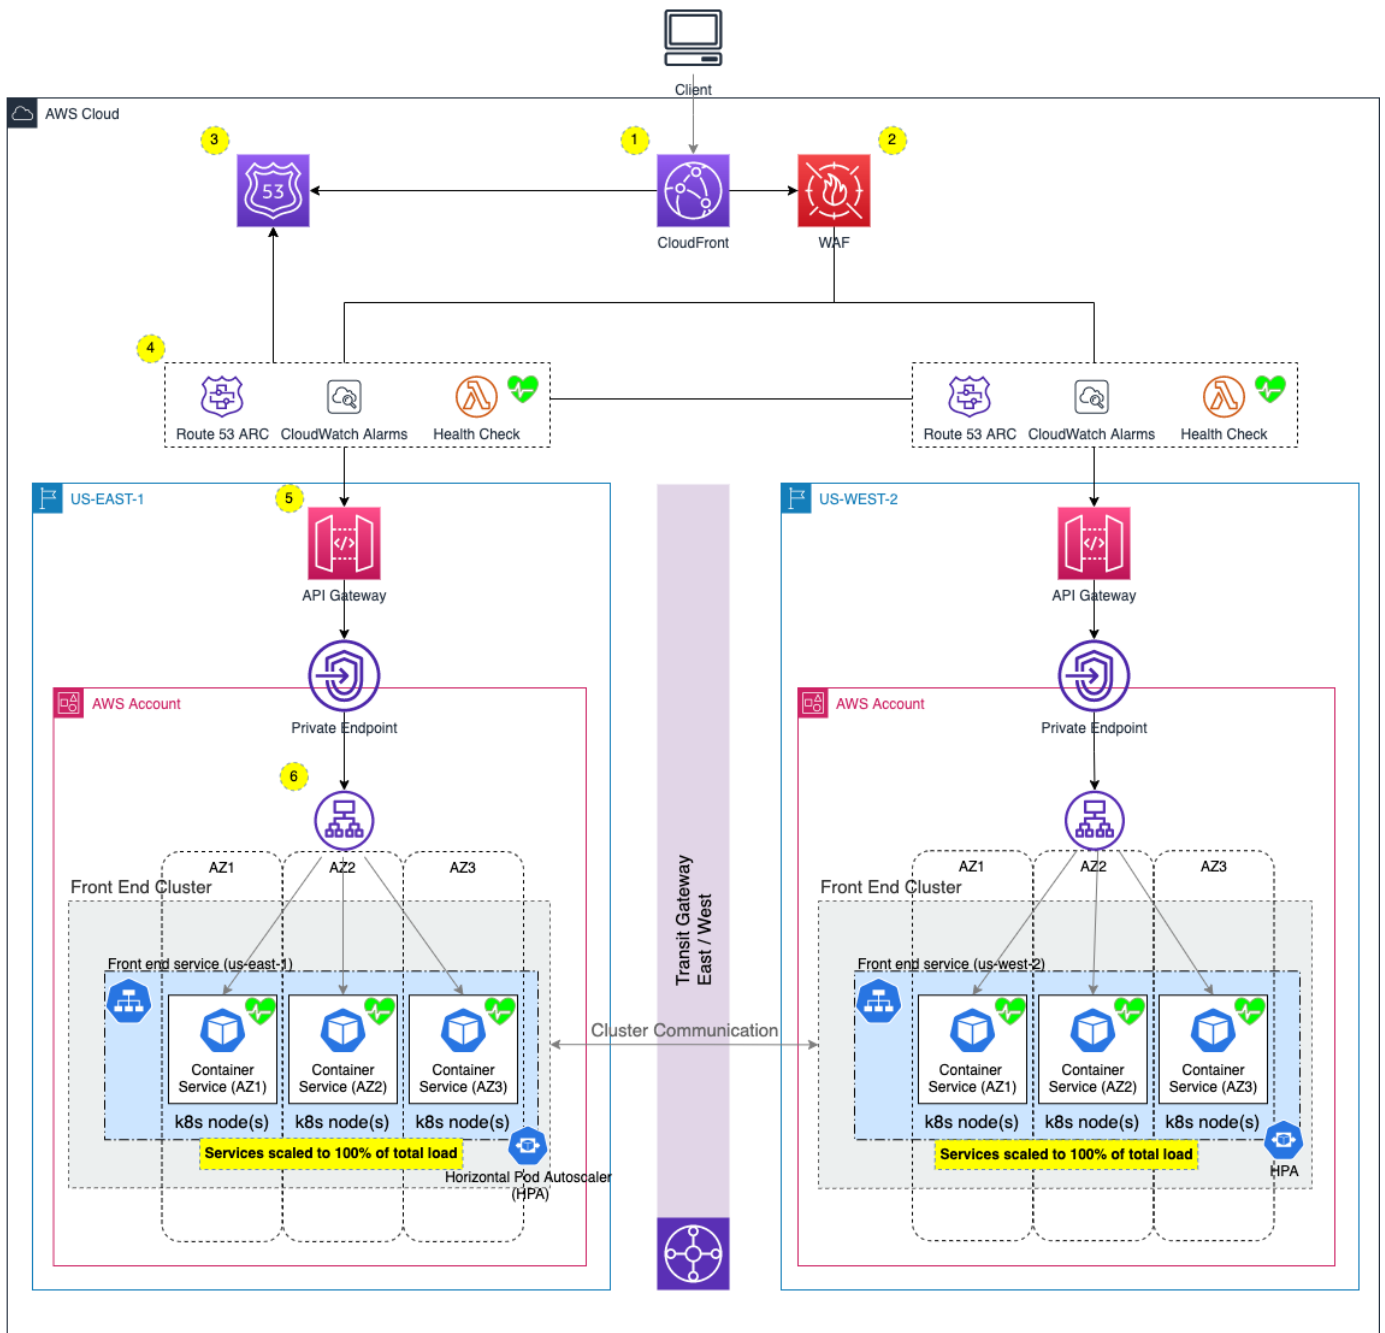 Client
AWS Cloud
3
1
2
53
CloudFront
WAF
4
Route 53 ARC
CloudWatch Alarms
Health Check
Route 53 ARC
CloudWatch Alarms
Health Check
US-EAST-1
5
</>
API Gateway
AWS Account
Private Endpoint
6
AZ1
AZ2
AZ3
Front End Cluster
Front end service (us-east-1)
Container
Service (AZ1)
Container
Service (AZ2)
Container
Service (AZ3)
k8s node(s)
k8s node(s)
k8s node(s)
Services scaled to 100% of total load
Horizontal Pod Autoscaler
(HPA)
Transit Gateway
East / West
Cluster Communication
US-WEST-2
</>
API Gateway
AWS Account
Private Endpoint
AZ1
AZ2
AZ3
Front End Cluster
Front end service (us-west-2)
Container
Service (AZ1)
Container
Service (AZ2)
Container
Service (AZ3)
k8s node(s)
k8s node(s)
k8s node(s)
Services scaled to 100% of total load
HPA